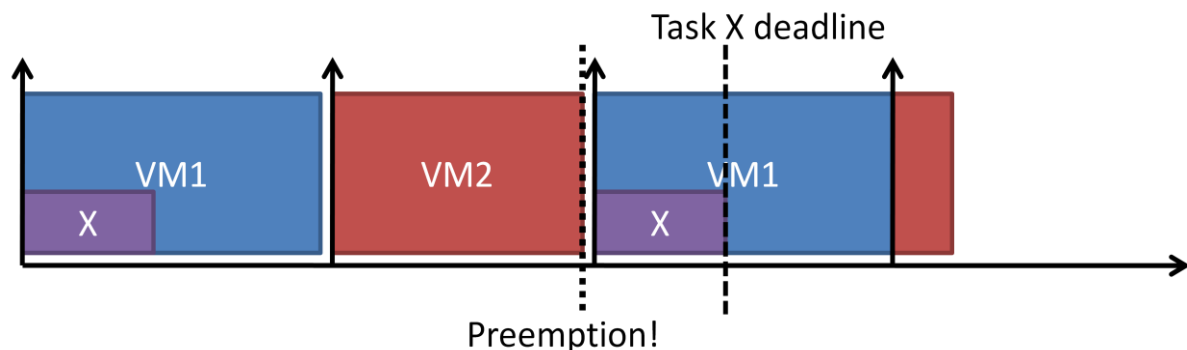 Task X deadline
VM1
VM2
VM1
X
X
Preemption!